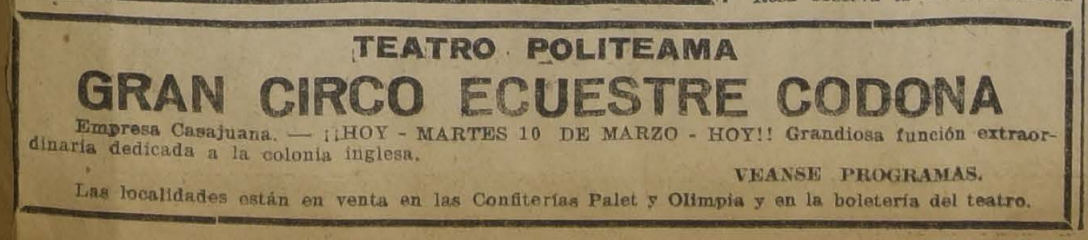 TEATRO POLITEAMA
GRAN CIRCO ECUESTRE CODONA
Empresa Casajuana. — ¡¡HOY - MARTES 10 DE MARZO - HOY!! Grandiosa función extraor-
dinaria dedicada a la colonia inglesa.
VEANSE PROGRAMAS.
Las localidades están en venta en las Confiterías Palet y Olimpia y en la boletería del teatro.